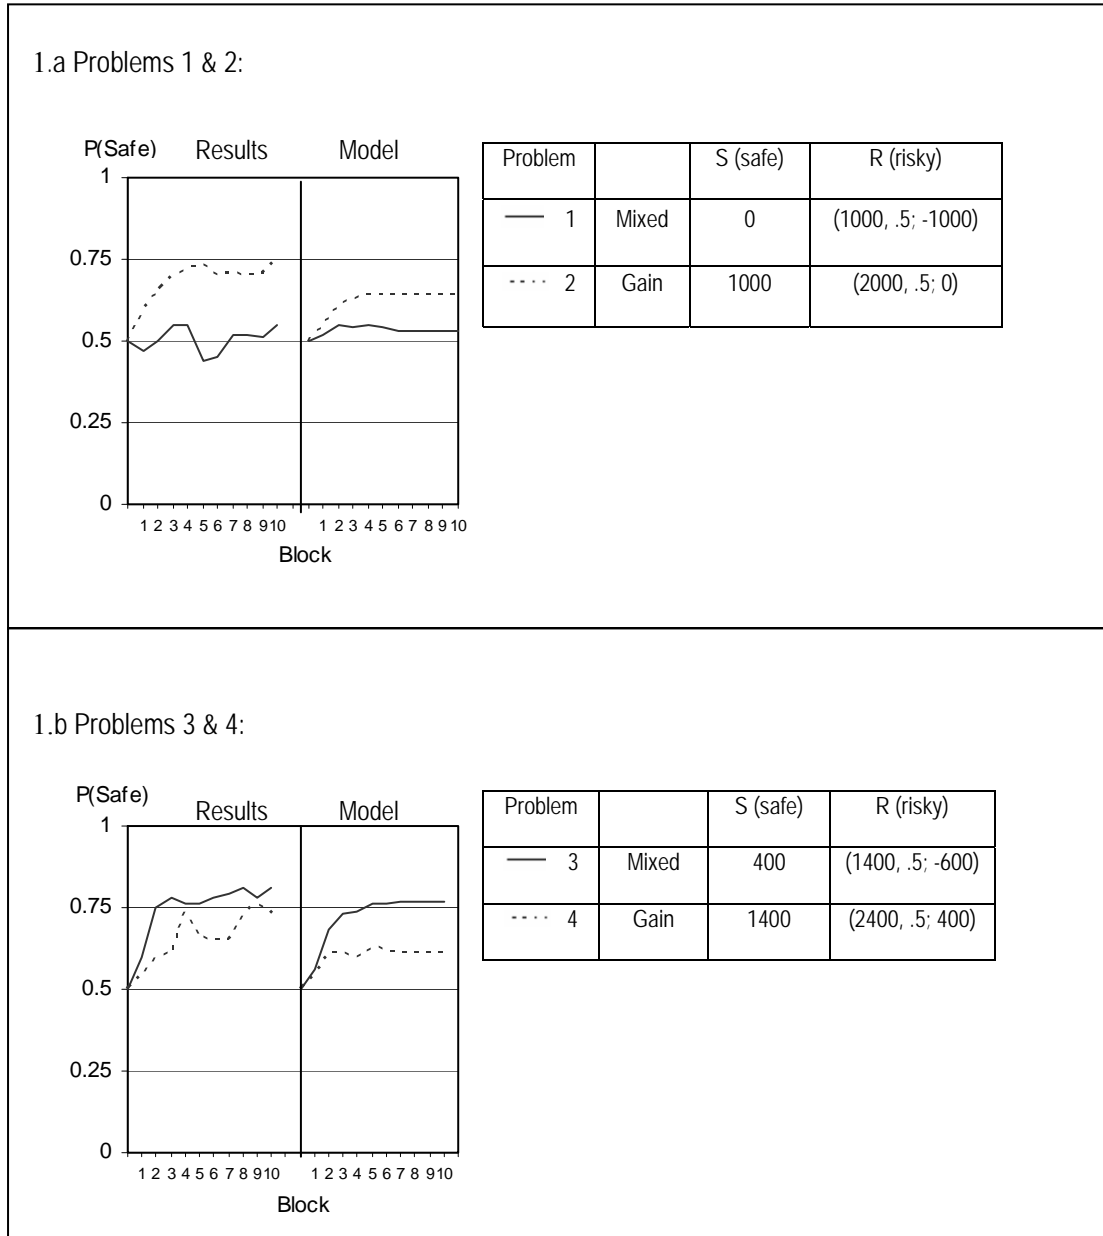 1.a Problems 1 & 2:
P(Safe) Results Model
1
0.75
0.5
0.25
0
1 2 3 4 5 6 7 8 9 10 1 2 3 4 5 6 7 8 9 10
Block
Problem S (safe) R (risky)
1 Mixed 0 (1000, .5; -1000)
2 Gain 1000 (2000, .5; 0)
1.b Problems 3 & 4:
P(Safe) Results Model
1
0.75
0.5
0.25
0
1 2 3 4 5 6 7 8 9 10 1 2 3 4 5 6 7 8 9 10
Block
Problem S (safe) R (risky)
3 Mixed 400 (1400, .5; -600)
4 Gain 1400 (2400, .5; 400)